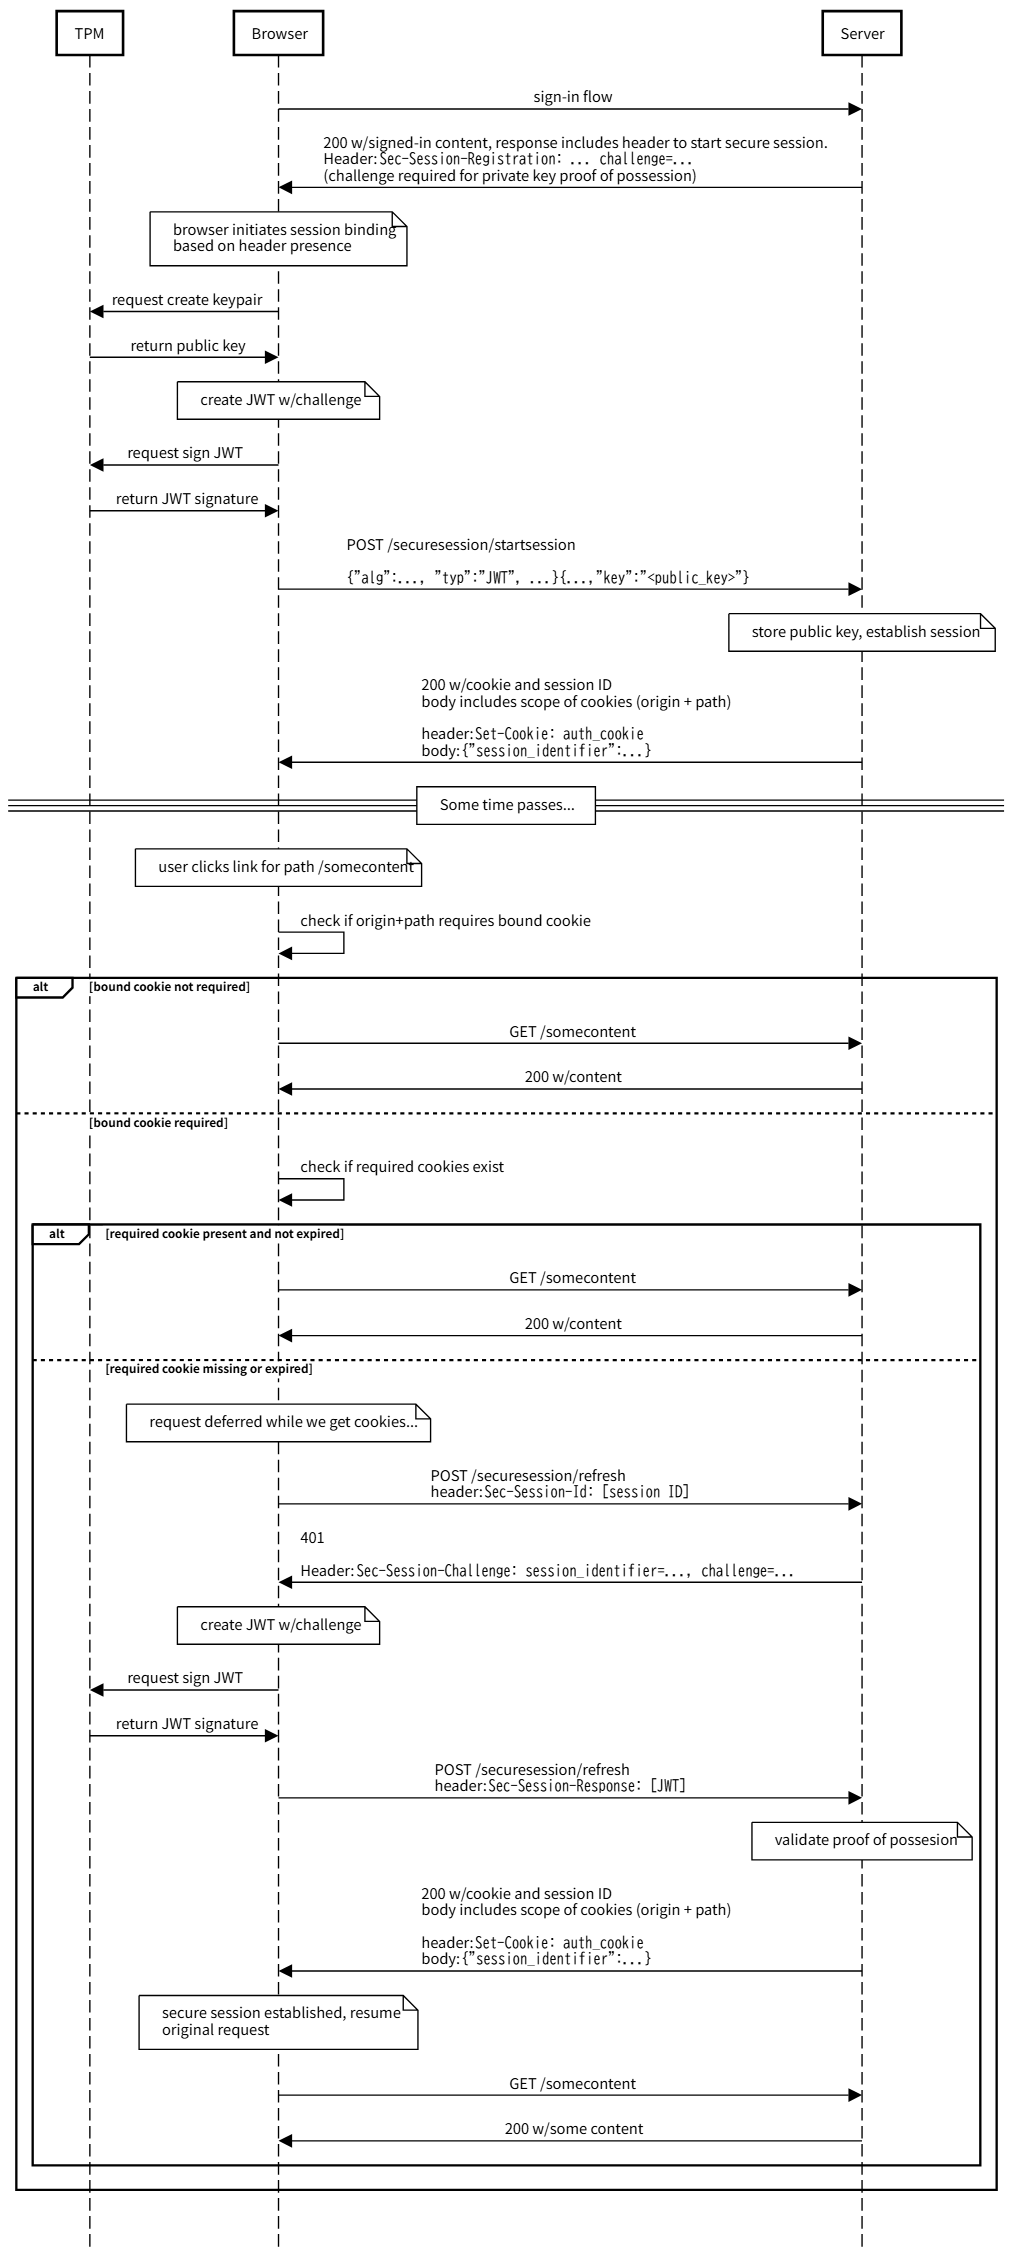 TPM
Browser
Server
sign-in flow
200 w/signed-in content, response includes header to start secure session.
Header:Sec-Session-Registration: ... challenge=...
(challenge required for private key proof of possession)
browser initiates session binding
based on header presence
request create keypair
return public key
create JWT w/challenge
request sign JWT
return JWT signature
POST /securesession/startsession
{"alg":..., "typ":"JWT", ...}{...,"key":"<public_key>"}
store public key, establish session
200 w/cookie and session ID
body includes scope of cookies (origin + path)
header:Set-Cookie: auth_cookie
body:{"session_identifier":...}
Some time passes...
user clicks link for path /somecontent
check if origin+path requires bound cookie
alt
[bound cookie not required]
GET /somecontent
200 w/content
[bound cookie required]
check if required cookies exist
alt
[required cookie present and not expired]
GET /somecontent
200 w/content
[required cookie missing or expired]
request deferred while we get cookies...
POST /securesession/refresh
header:Sec-Session-Id: [session ID]
401
Header:Sec-Session-Challenge: session_identifier=..., challenge=...
create JWT w/challenge
request sign JWT
return JWT signature
POST /securesession/refresh
header:Sec-Session-Response: [JWT]
validate proof of possesion
200 w/cookie and session ID
body includes scope of cookies (origin + path)
header:Set-Cookie: auth_cookie
body:{"session_identifier":...}
secure session established, resume
original request
GET /somecontent
200 w/some content